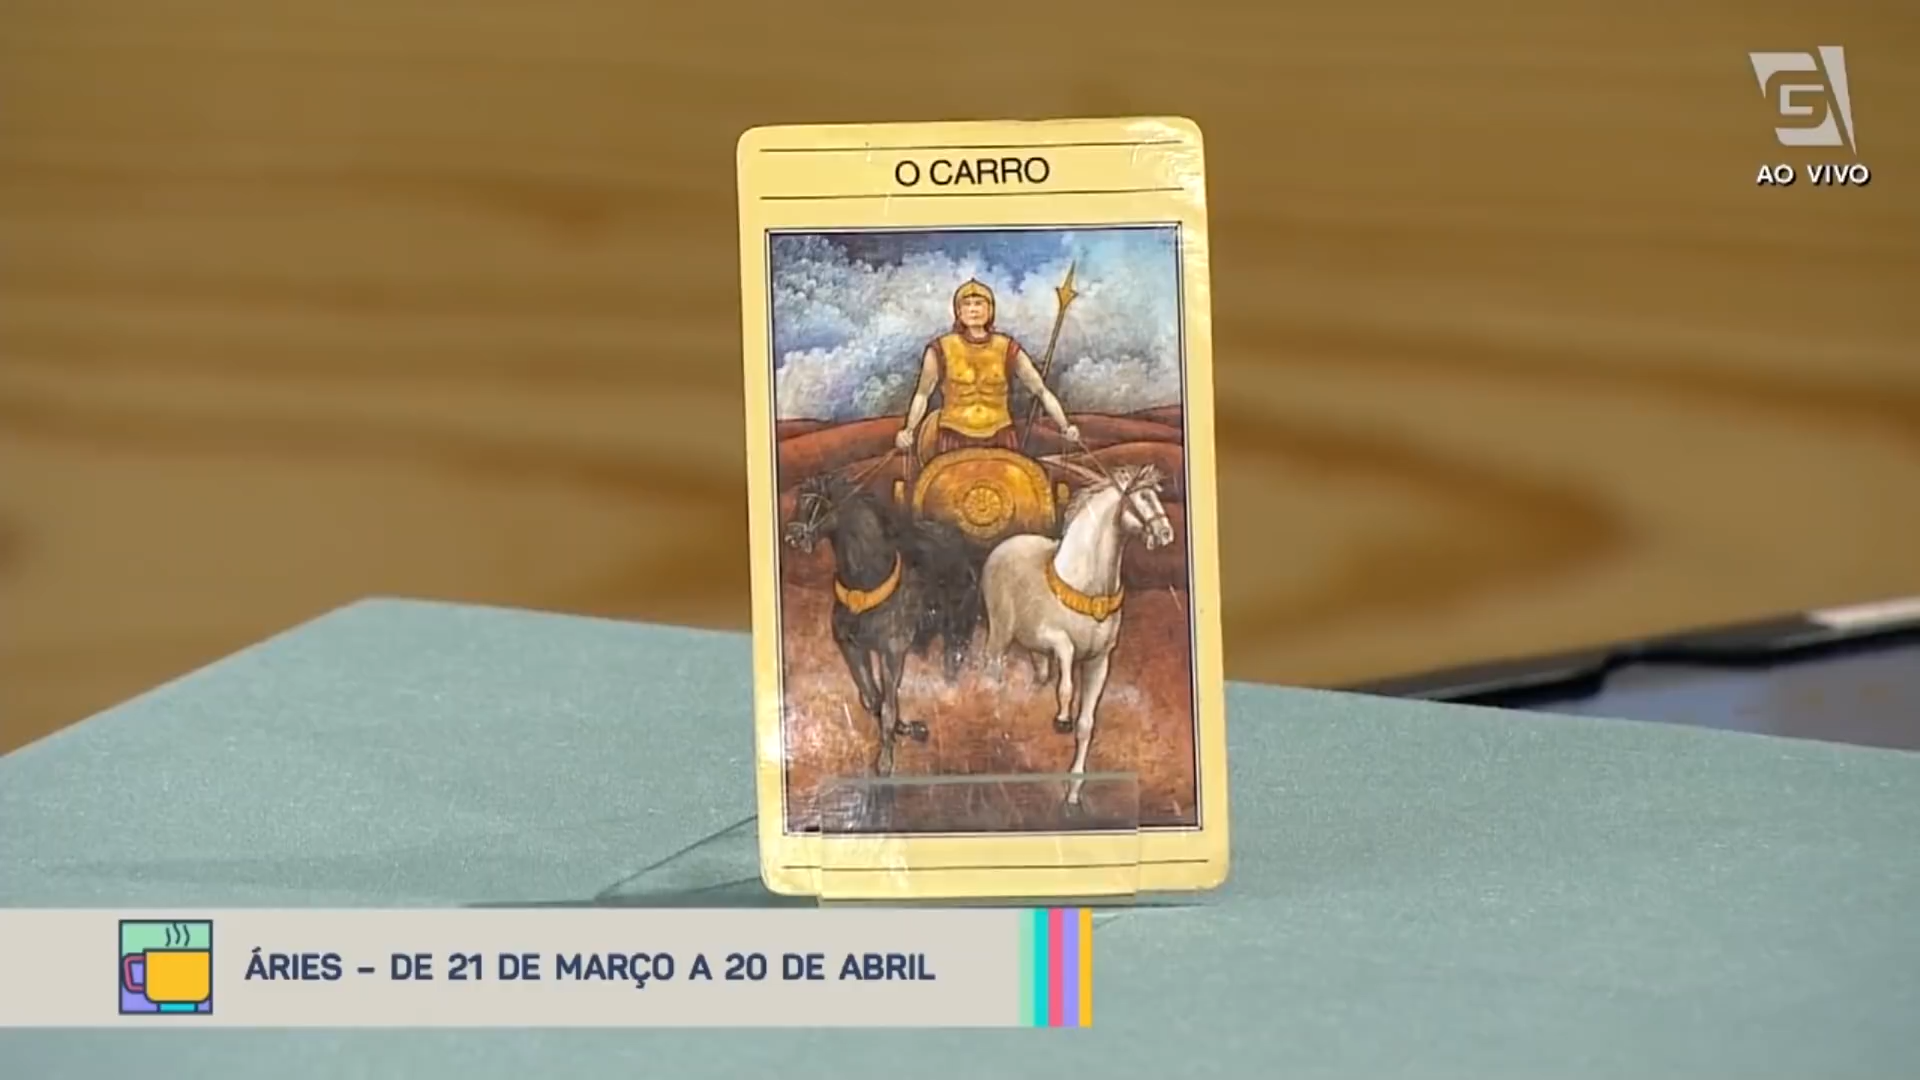 O CARRO
AO VIVO
ÁRIES – DE 21 DE MARÇO A 20 DE ABRIL